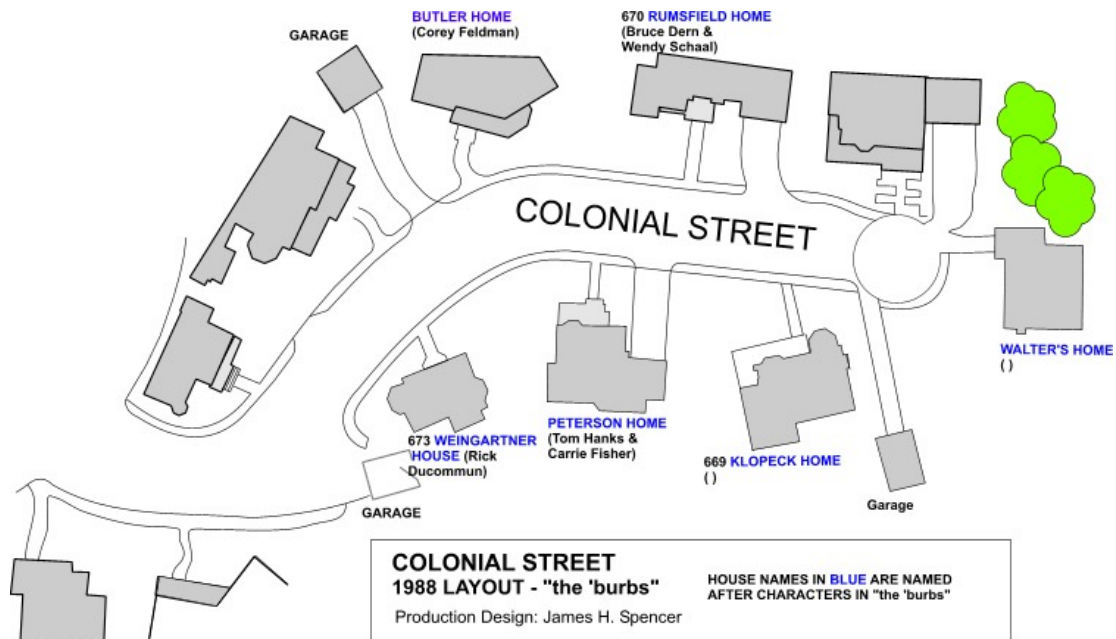 BUTLER HOME
(Corey Feldman)
GARAGE
670 RUMSFIELD HOME
(Bruce Dern &
Wendy Schaal)
COLONIAL STREET
WALTER'S HOME
( )
673 WEINGARTNER
HOUSE (Rick
Ducommun)
PETERSON HOME
(Tom Hanks &
Carrie Fisher)
669 KLOPECK HOME
( )
GARAGE
Garage
COLONIAL STREET
1988 LAYOUT - "the 'burbs"
Production Design: James H. Spencer
HOUSE NAMES IN BLUE ARE NAMED
AFTER CHARACTERS IN "the 'burbs"